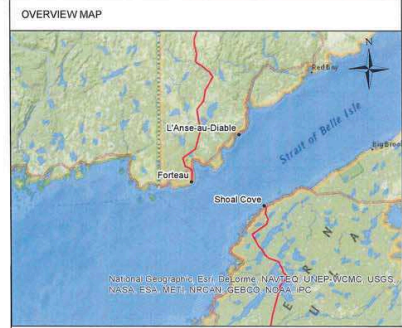 OVERVIEW MAP
N
Red Bay
L'Anse-au-Diable
Strait of Belle Isle
Big Brook
Forteau
Shoal Cove
National Geographic, Esri, DeLorme, NAVTEQ, UNEP-WCMC, USGS,
NASA, ESA, METI, NRCAN, GEBCO, NOAA, iPC